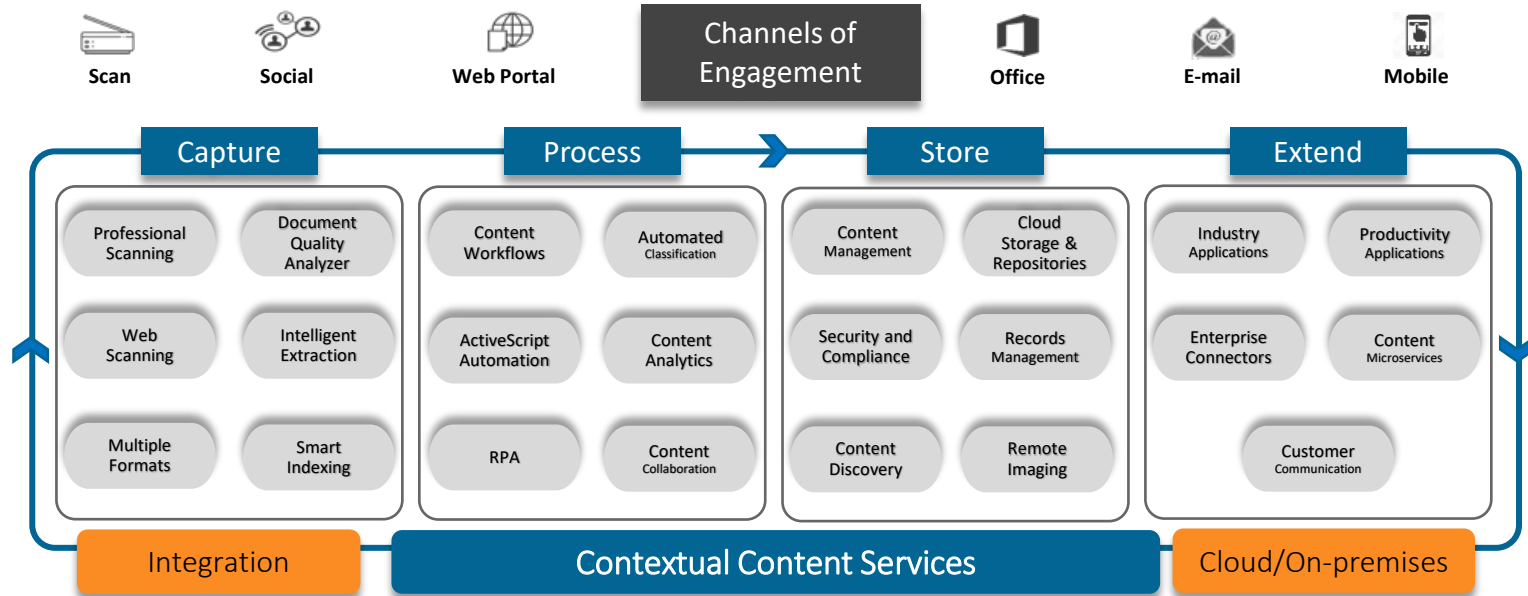 Channels of
Engagement
Scan
Social
Web Portal
Office
E-mail
Mobile
Capture
Process
Store
Extend
Professional
Scanning
Document
Quality
Analyzer
Web
Scanning
Intelligent
Extraction
Multiple
Formats
Smart
Indexing
Content
Workflows
Automated
Classification
ActiveScript
Automation
Content
Analytics
RPA
Content
Collaboration
Content
Management
Cloud
Storage &
Repositories
Security and
Compliance
Records
Management
Content
Discovery
Remote
Imaging
Industry
Applications
Productivity
Applications
Enterprise
Connectors
Content
Microservices
Customer
Communication
Integration
Contextual Content Services
Cloud/On-premises